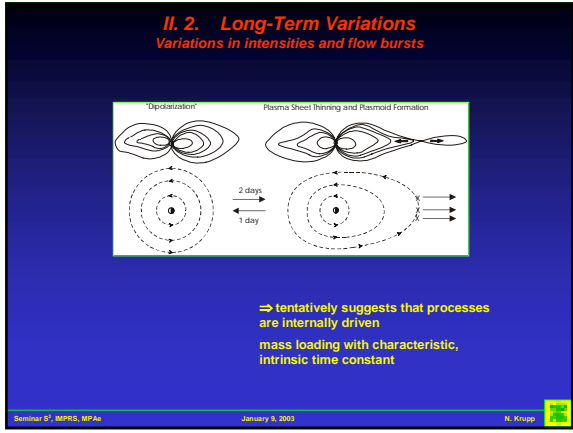 II. 2. Long-Term Variations
Variations in intensities and flow bursts
"Dipolarization" Plasma Sheet Thinning and Plasmoid Formation
2 days
1 day
x
x
x
⇒ tentatively suggests that processes
are internally driven
mass loading with characteristic,
intrinsic time constant
Seminar S³, IMPRS, MPAe January 9, 2003 N. Krupp